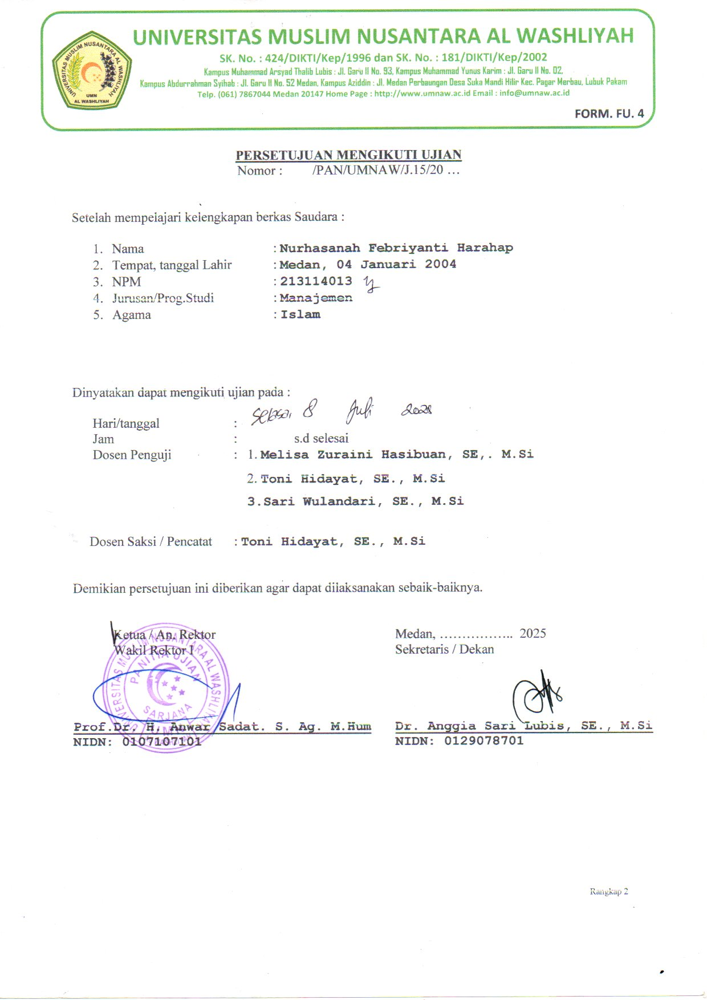 UNIVERSITAS MUSLIM NUSANTARA AL WASHLIYAH
SK. No. : 424/DIKTI/Kep/1996 dan SK. No. : 181/DIKTI/Kep/2002
Kampus Muhammad Arsyad Thalib Lubis : Jl. Garu II No. 93, Kampus Muhammad Yunus Karim : Jl. Garu II No. 02,
Kampus Abdurrahman Syihab : Jl. Garu II No. 52 Medan, Kampus Aziddin : Jl. Medan Perbaungan Desa Suka Mandi Hilir Kec. Pagar Merbau, Lubuk Pakam
Telp. (061) 7867044 Medan 20147 Home Page : http://www.umnaw.ac.id Email : info@umnaw.ac.id
UNIVERSITAS MUSLIM NUSANTARA AL WASHLIYAH
UMN
AL WASHLIYAH
FORM. FU. 4
PERSETUJUAN MENGIKUTI UJIAN
Nomor : /PAN/UMNAW/J.15/20 ...
Setelah mempelajari kelengkapan berkas Saudara :
1. Nama : Nurhasanah Febriyanti Harahap
2. Tempat, tanggal Lahir : Medan, 04 Januari 2004
3. NPM : 213114013
4. Jurusan/Prog.Studi : Manajemen
5. Agama : Islam
Dinyatakan dapat mengikuti ujian pada :
Hari/tanggal : Selasa, 8 Juli 2025
Jam : s.d selesai
Dosen Penguji : 1. Melisa Zuraini Hasibuan, SE,. M.Si
2. Toni Hidayat, SE., M.Si
3. Sari Wulandari, SE., M.Si
Dosen Saksi / Pencatat : Toni Hidayat, SE., M.Si
Demikian persetujuan ini diberikan agar dapat dilaksanakan sebaik-baiknya.
Ketua / An. Rektor
Wakil Rektor I
Medan, ................ 2025
Sekretaris / Dekan
UNIVERSITAS MUSLIM NUSANTARA AL WASHLIYAH
PANITIA UJIAN
SARJANA
Prof.Dr. H. Anwar Sadat. S. Ag. M.Hum
NIDN: 0107107101
Dr. Anggia Sari Lubis, SE., M.Si
NIDN: 0129078701
Rangkap 2